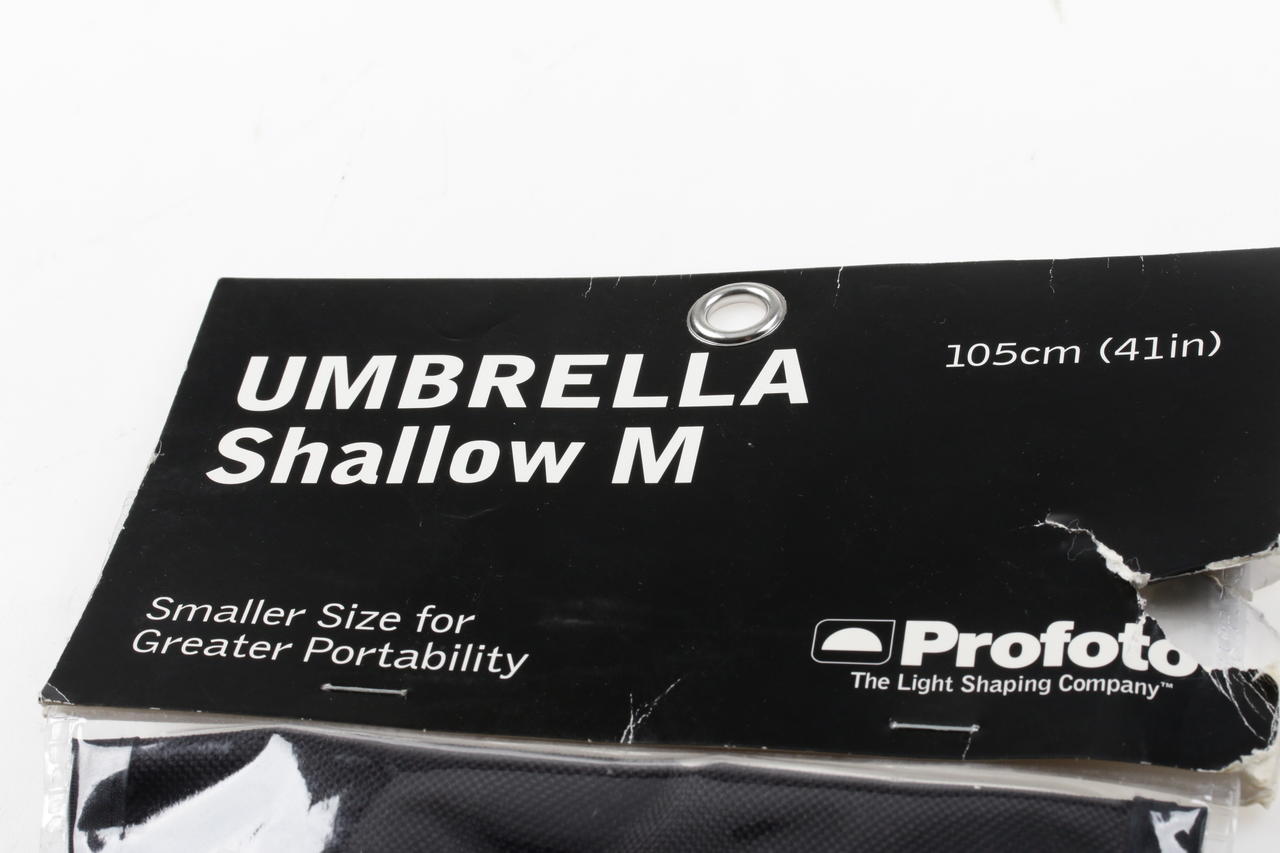 UMBRELLA
Shallow M
105cm (41in)
Smaller Size for
Greater Portability
Profoto
The Light Shaping Company™